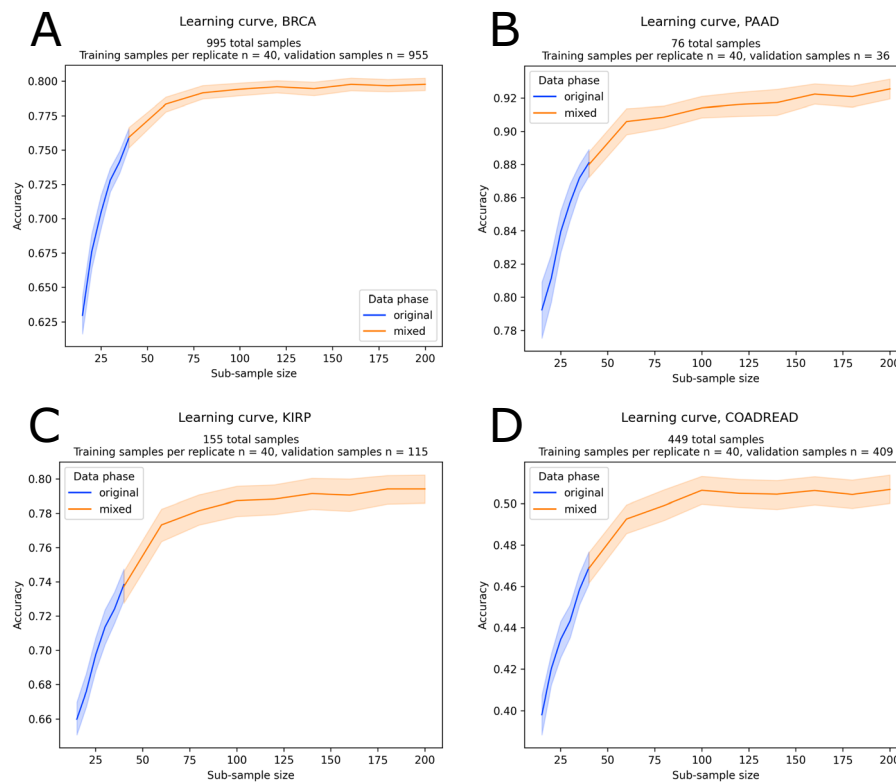 A
Learning curve, BRCA
995 total samples
Training samples per replicate n = 40, validation samples n = 955
0.800
0.775
0.750
0.725
0.700
0.675
0.650
0.625
Accuracy
Data phase
original
mixed
25 50 75 100 125 150 175 200
Sub-sample size
B
Learning curve, PAAD
76 total samples
Training samples per replicate n = 40, validation samples n = 36
Data phase
original
mixed
0.92
0.90
0.88
0.86
0.84
0.82
0.80
0.78
Accuracy
25 50 75 100 125 150 175 200
Sub-sample size
C
Learning curve, KIRP
155 total samples
Training samples per replicate n = 40, validation samples n = 115
Data phase
original
mixed
0.80
0.78
0.76
0.74
0.72
0.70
0.68
0.66
Accuracy
25 50 75 100 125 150 175 200
Sub-sample size
D
Learning curve, COADREAD
449 total samples
Training samples per replicate n = 40, validation samples n = 409
Data phase
original
mixed
0.50
0.48
0.46
0.44
0.42
0.40
Accuracy
25 50 75 100 125 150 175 200
Sub-sample size